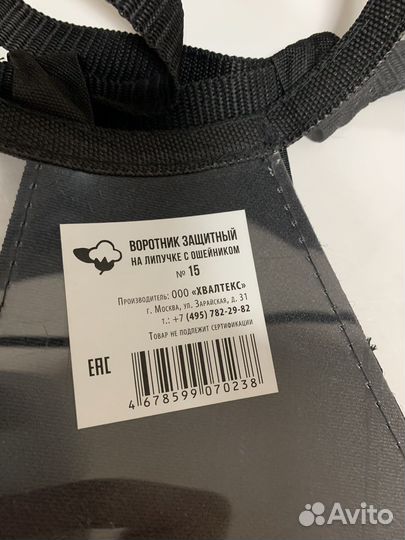 ВОРОТНИК ЗАЩИТНЫЙ
НА ЛИПУЧКЕ С ОШЕЙНИКОМ
№ 15
Производитель: ООО «ХВАЛТЕКС»
г. Москва, ул. Зарайская, д. 31
т.: +7 (495) 782-29-82
Товар не подлежит сертификации
EAC
4 678599 070238
Avito